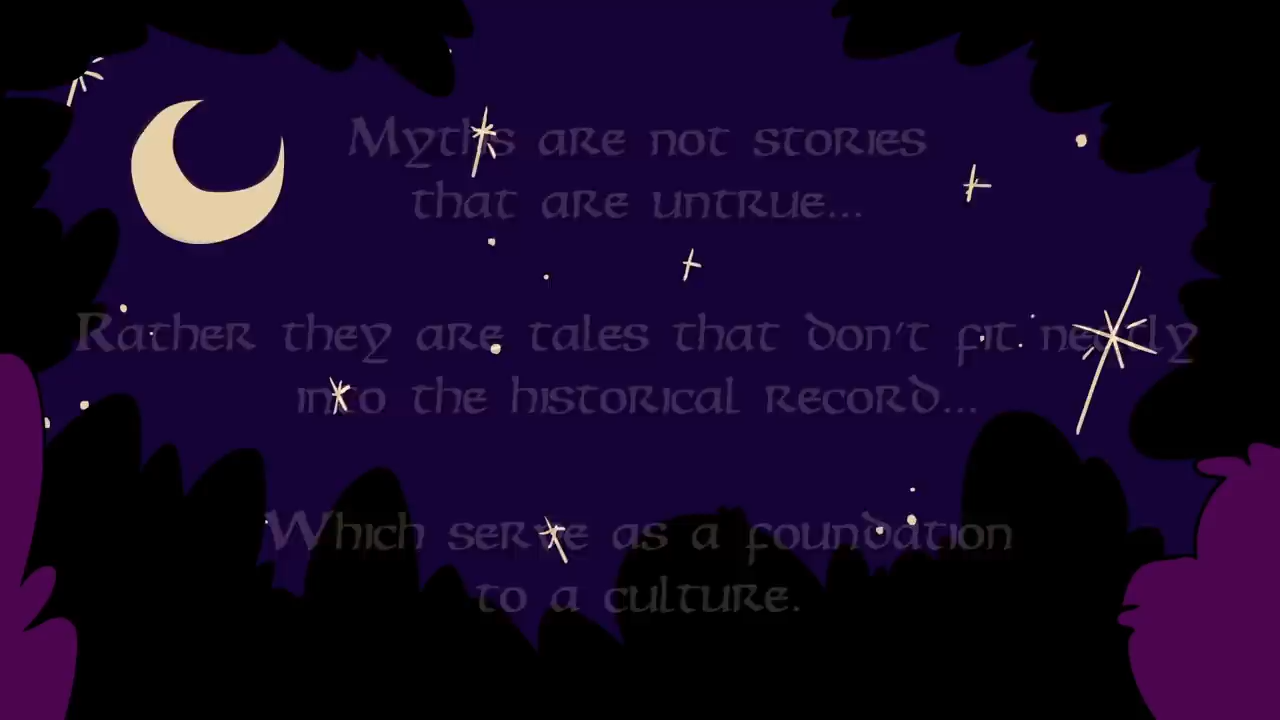 Myths are not stories
that are untrue...
Rather they are tales that don't fit neatly
into the historical record...
Which serve as a foundation
to a culture.